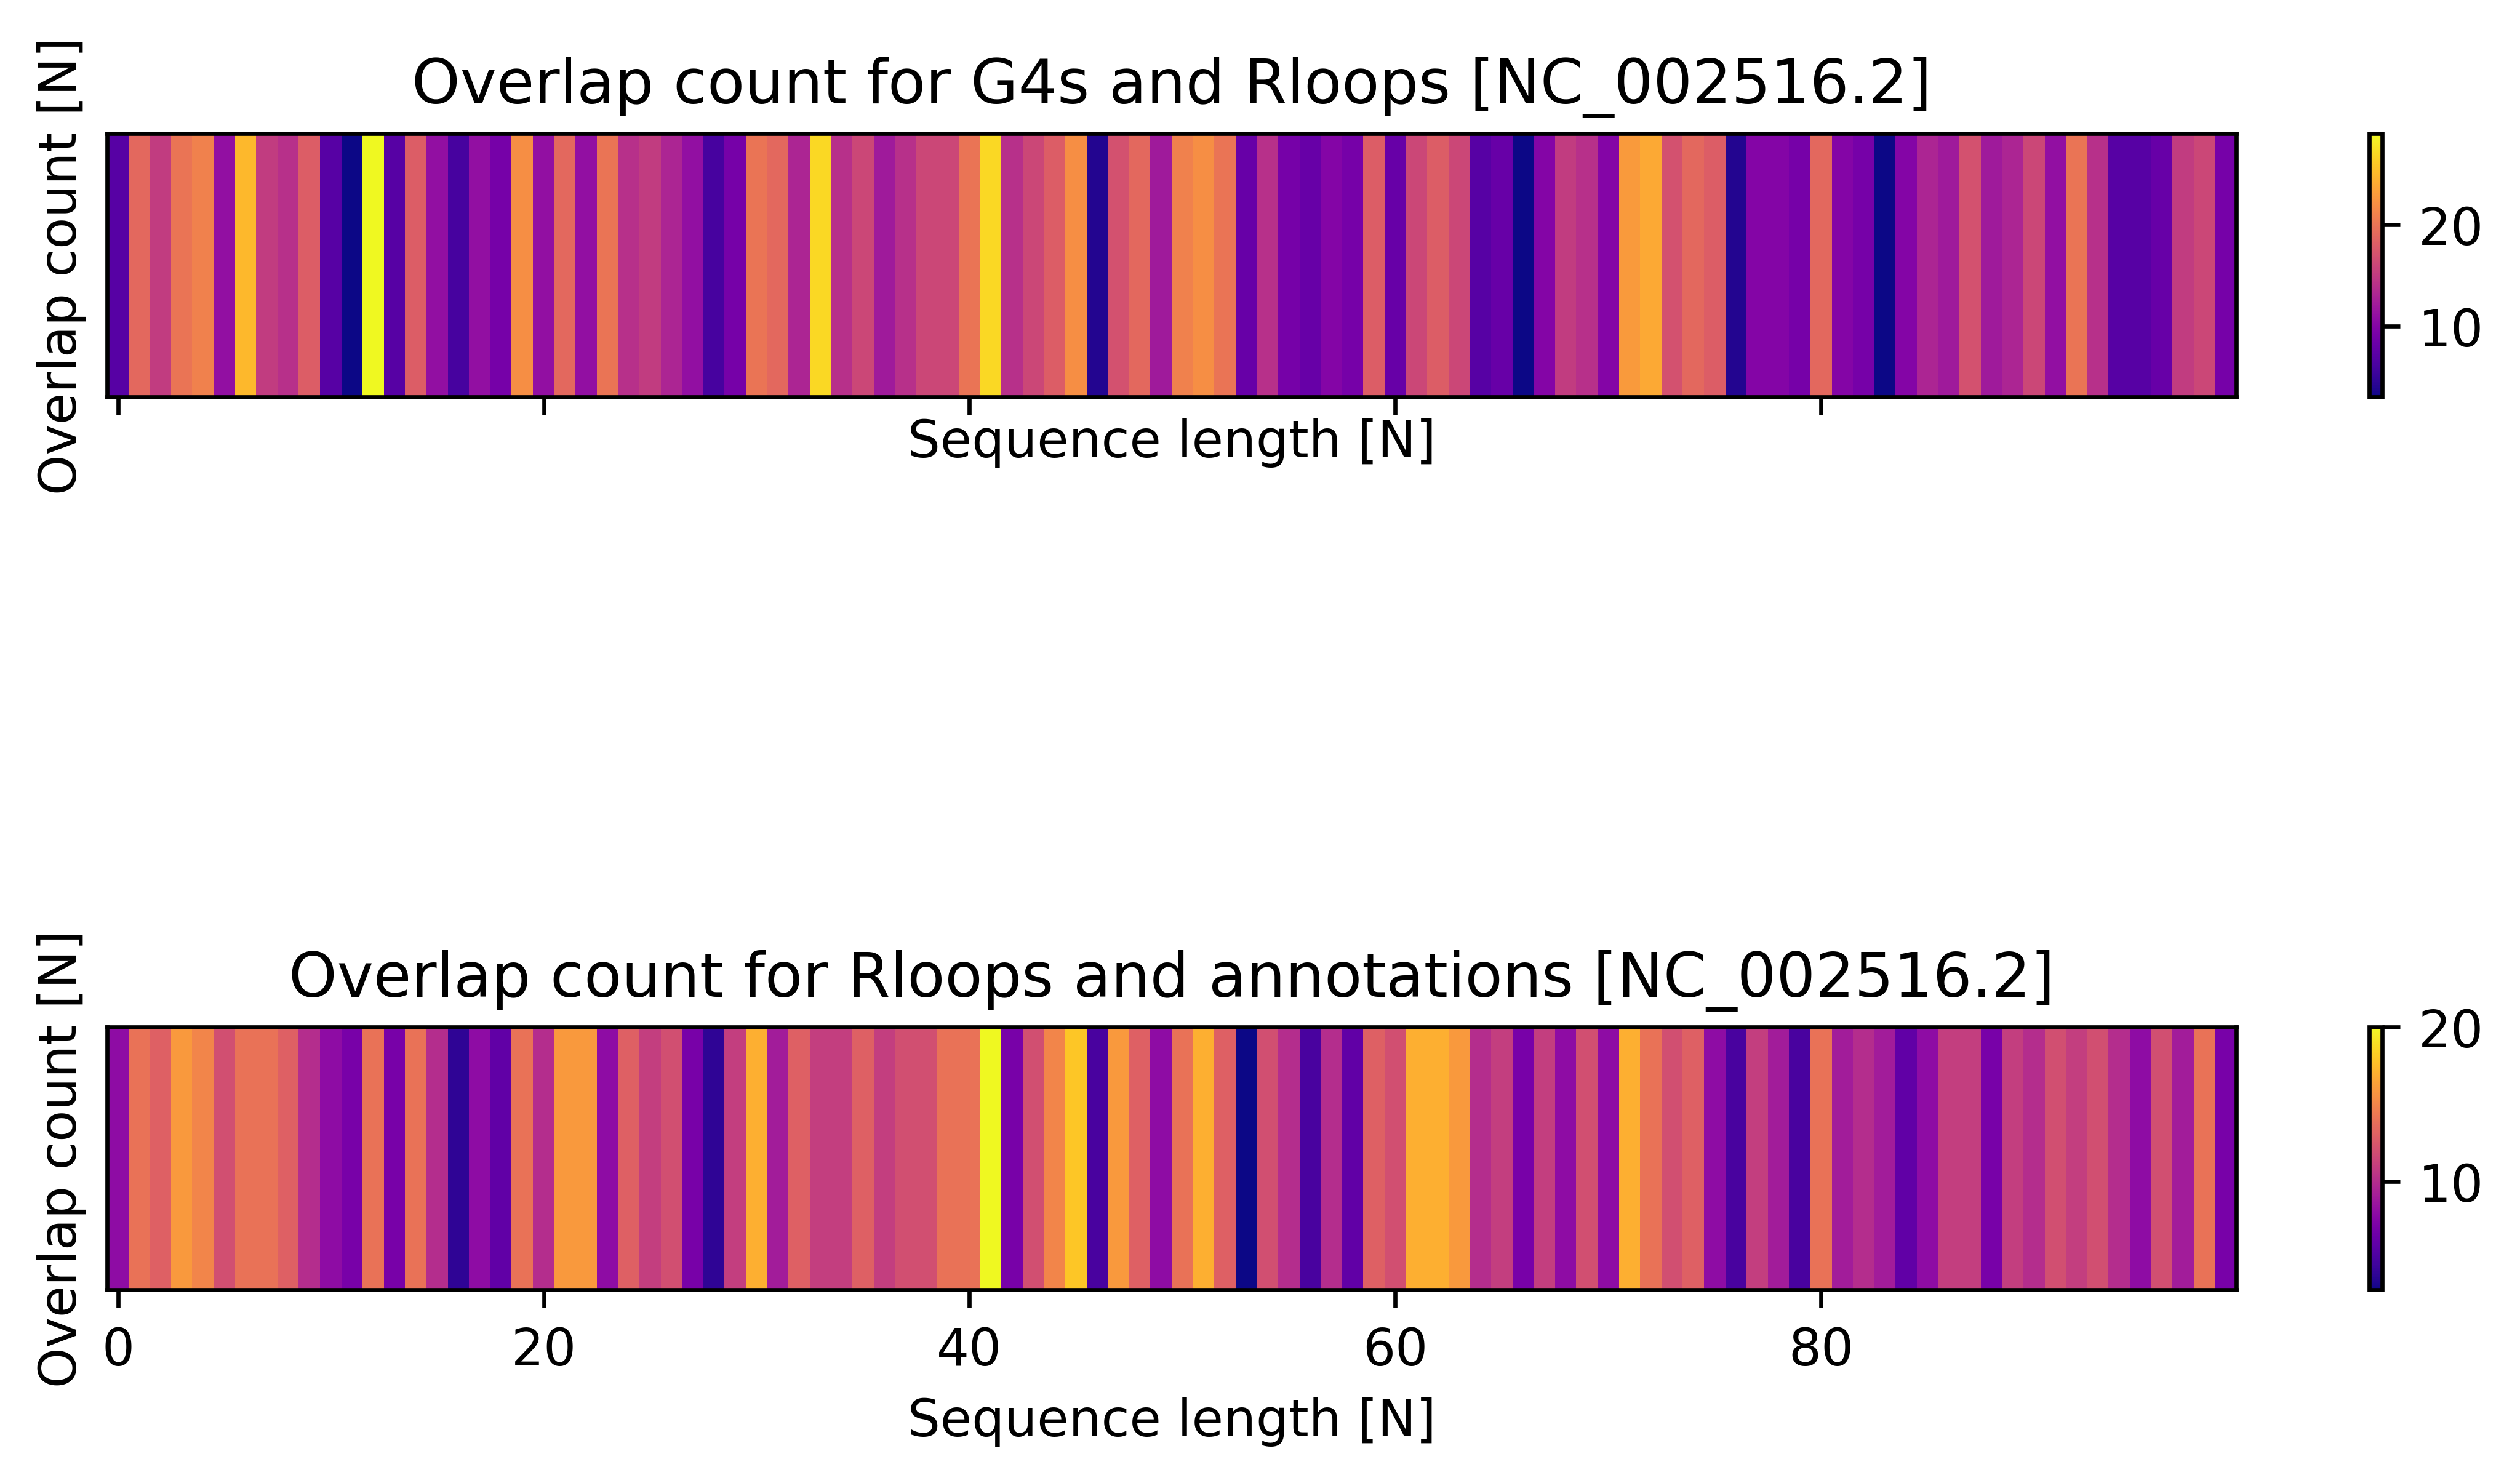 Overlap count for G4s and Rloops [NC_002516.2]
Overlap count [N]
20
10
Sequence length [N]
Overlap count for Rloops and annotations [NC_002516.2]
Overlap count [N]
20
10
0 20 40 60 80
Sequence length [N]